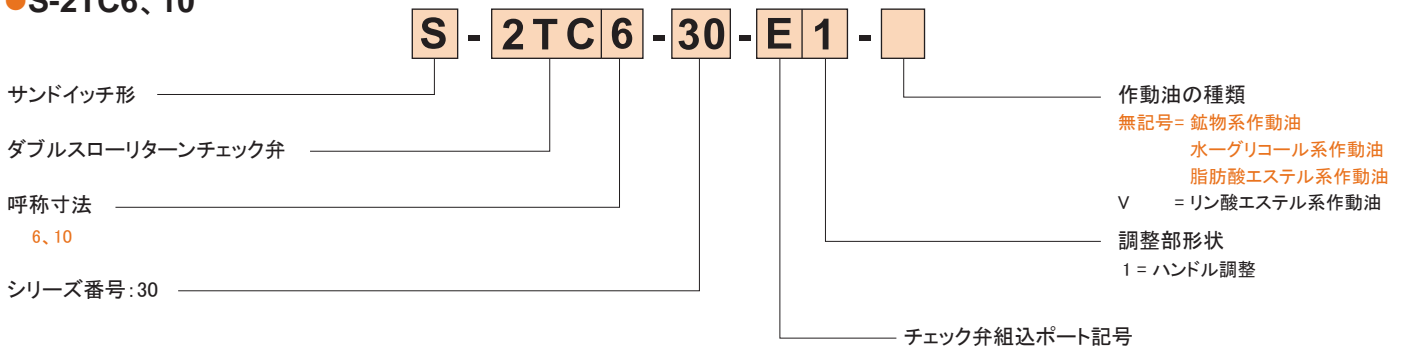 ●S-2TC6、10
S - 2TC 6 - 30 - E 1 -
サンドイッチ形
ダブルスローリターンチェック弁
呼称寸法
6、10
シリーズ番号:30
作動油の種類
無記号= 鉱物系作動油
水ーグリコール系作動油
脂肪酸エステル系作動油
V = リン酸エステル系作動油
調整部形状
1 = ハンドル調整
チェック弁組込ポート記号